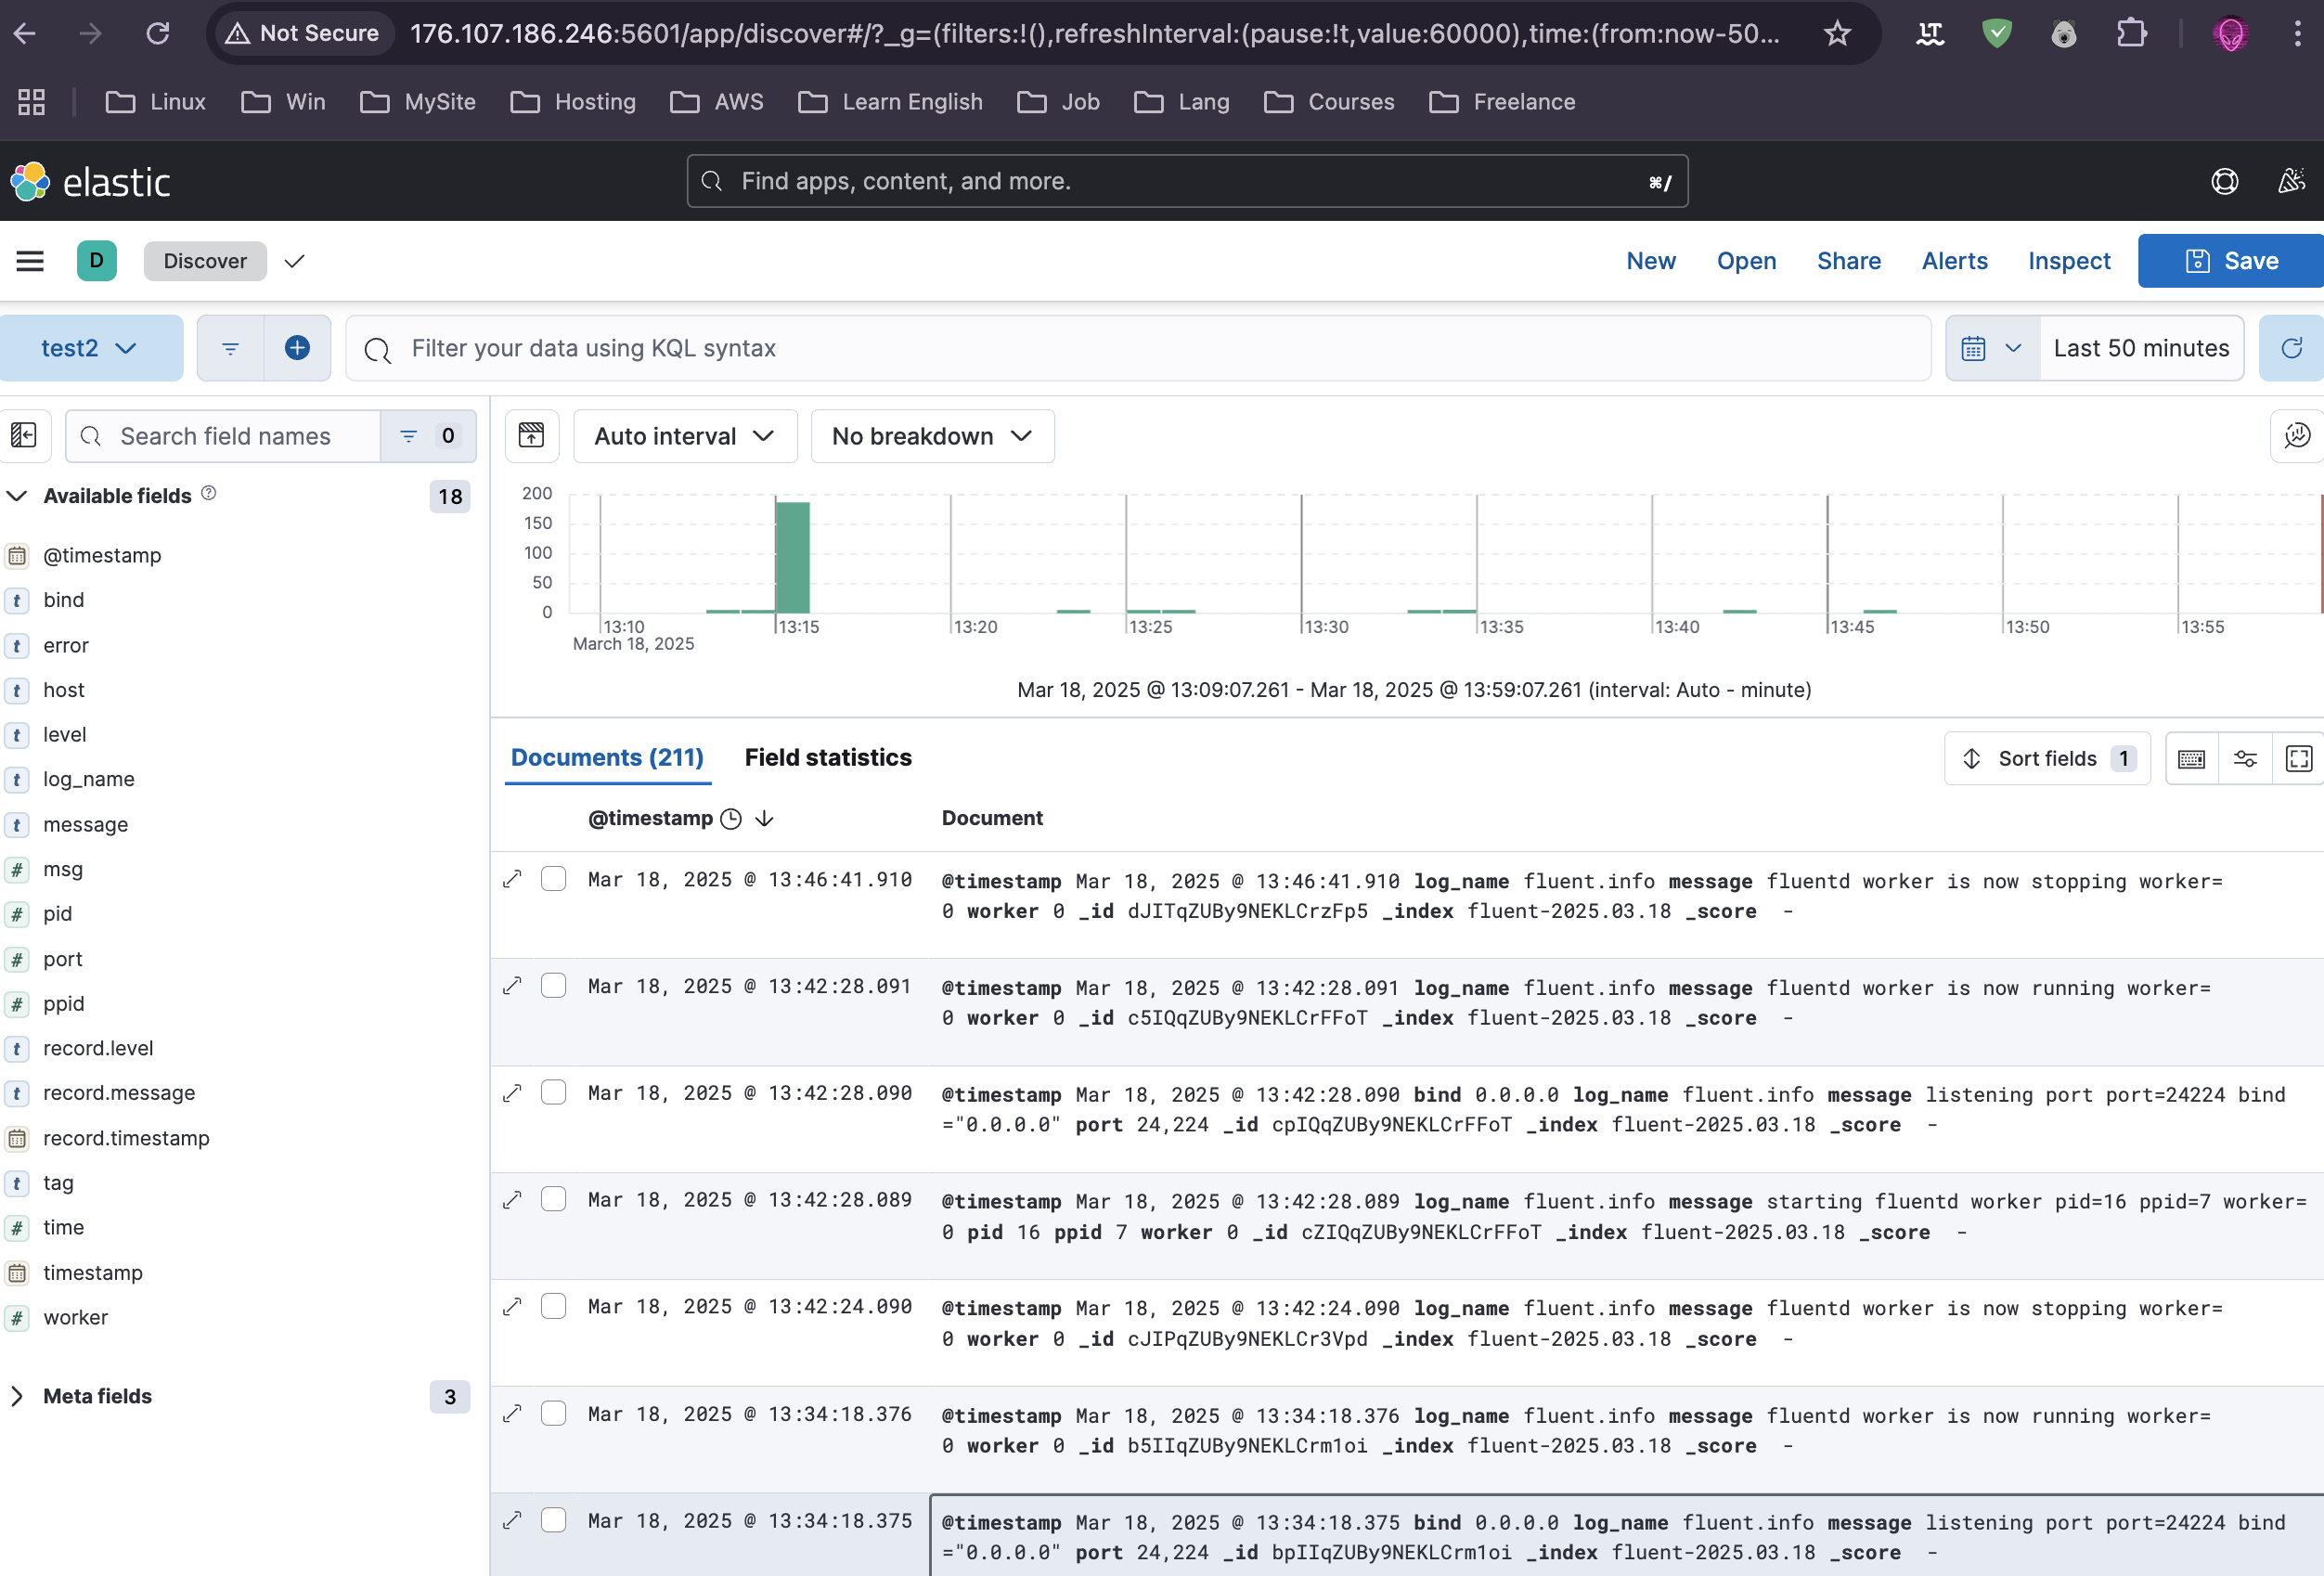 Not Secure 176.107.186.246:5601/app/discover#/?_g=(filters:!(),refreshInterval:(pause:!t,value:60000),time:(from:now-50...
Linux Win MySite Hosting AWS Learn English Job Lang Courses Freelance
elastic
Find apps, content, and more. ⌘/
D Discover New Open Share Alerts Inspect Save
test2 Filter your data using KQL syntax Last 50 minutes
Search field names 0 Auto interval No breakdown
Available fields 18
@timestamp
t bind
t error
t host
t level
t log_name
t message
# msg
# pid
# port
# ppid
t record.level
t record.message
record.timestamp
t tag
# time
timestamp
# worker
Meta fields 3
200
150
100
50
0
13:10 13:15 13:20 13:25 13:30 13:35 13:40 13:45 13:50 13:55
March 18, 2025
Mar 18, 2025 @ 13:09:07.261 - Mar 18, 2025 @ 13:59:07.261 (interval: Auto - minute)
Documents (211) Field statistics Sort fields 1
@timestamp Document
Mar 18, 2025 @ 13:46:41.910 @timestamp Mar 18, 2025 @ 13:46:41.910 log_name fluent.info message fluentd worker is now stopping worker=
0 worker 0 _id dJITqZUBy9NEKLCrzFp5 _index fluent-2025.03.18 _score -
Mar 18, 2025 @ 13:42:28.091 @timestamp Mar 18, 2025 @ 13:42:28.091 log_name fluent.info message fluentd worker is now running worker=
0 worker 0 _id c5IQqZUBy9NEKLCrFFoT _index fluent-2025.03.18 _score -
Mar 18, 2025 @ 13:42:28.090 @timestamp Mar 18, 2025 @ 13:42:28.090 bind 0.0.0.0 log_name fluent.info message listening port port=24224 bind
="0.0.0.0" port 24,224 _id cpIQqZUBy9NEKLCrFFoT _index fluent-2025.03.18 _score -
Mar 18, 2025 @ 13:42:28.089 @timestamp Mar 18, 2025 @ 13:42:28.089 log_name fluent.info message starting fluentd worker pid=16 ppid=7 worker=
0 pid 16 ppid 7 worker 0 _id cZIQqZUBy9NEKLCrFFoT _index fluent-2025.03.18 _score -
Mar 18, 2025 @ 13:42:24.090 @timestamp Mar 18, 2025 @ 13:42:24.090 log_name fluent.info message fluentd worker is now stopping worker=
0 worker 0 _id cJIPqZUBy9NEKLCr3Vpd _index fluent-2025.03.18 _score -
Mar 18, 2025 @ 13:34:18.376 @timestamp Mar 18, 2025 @ 13:34:18.376 log_name fluent.info message fluentd worker is now running worker=
0 worker 0 _id b5IIqZUBy9NEKLCrm1oi _index fluent-2025.03.18 _score -
Mar 18, 2025 @ 13:34:18.375 @timestamp Mar 18, 2025 @ 13:34:18.375 bind 0.0.0.0 log_name fluent.info message listening port port=24224 bind
="0.0.0.0" port 24,224 _id bpIIqZUBy9NEKLCrm1oi _index fluent-2025.03.18 _score -